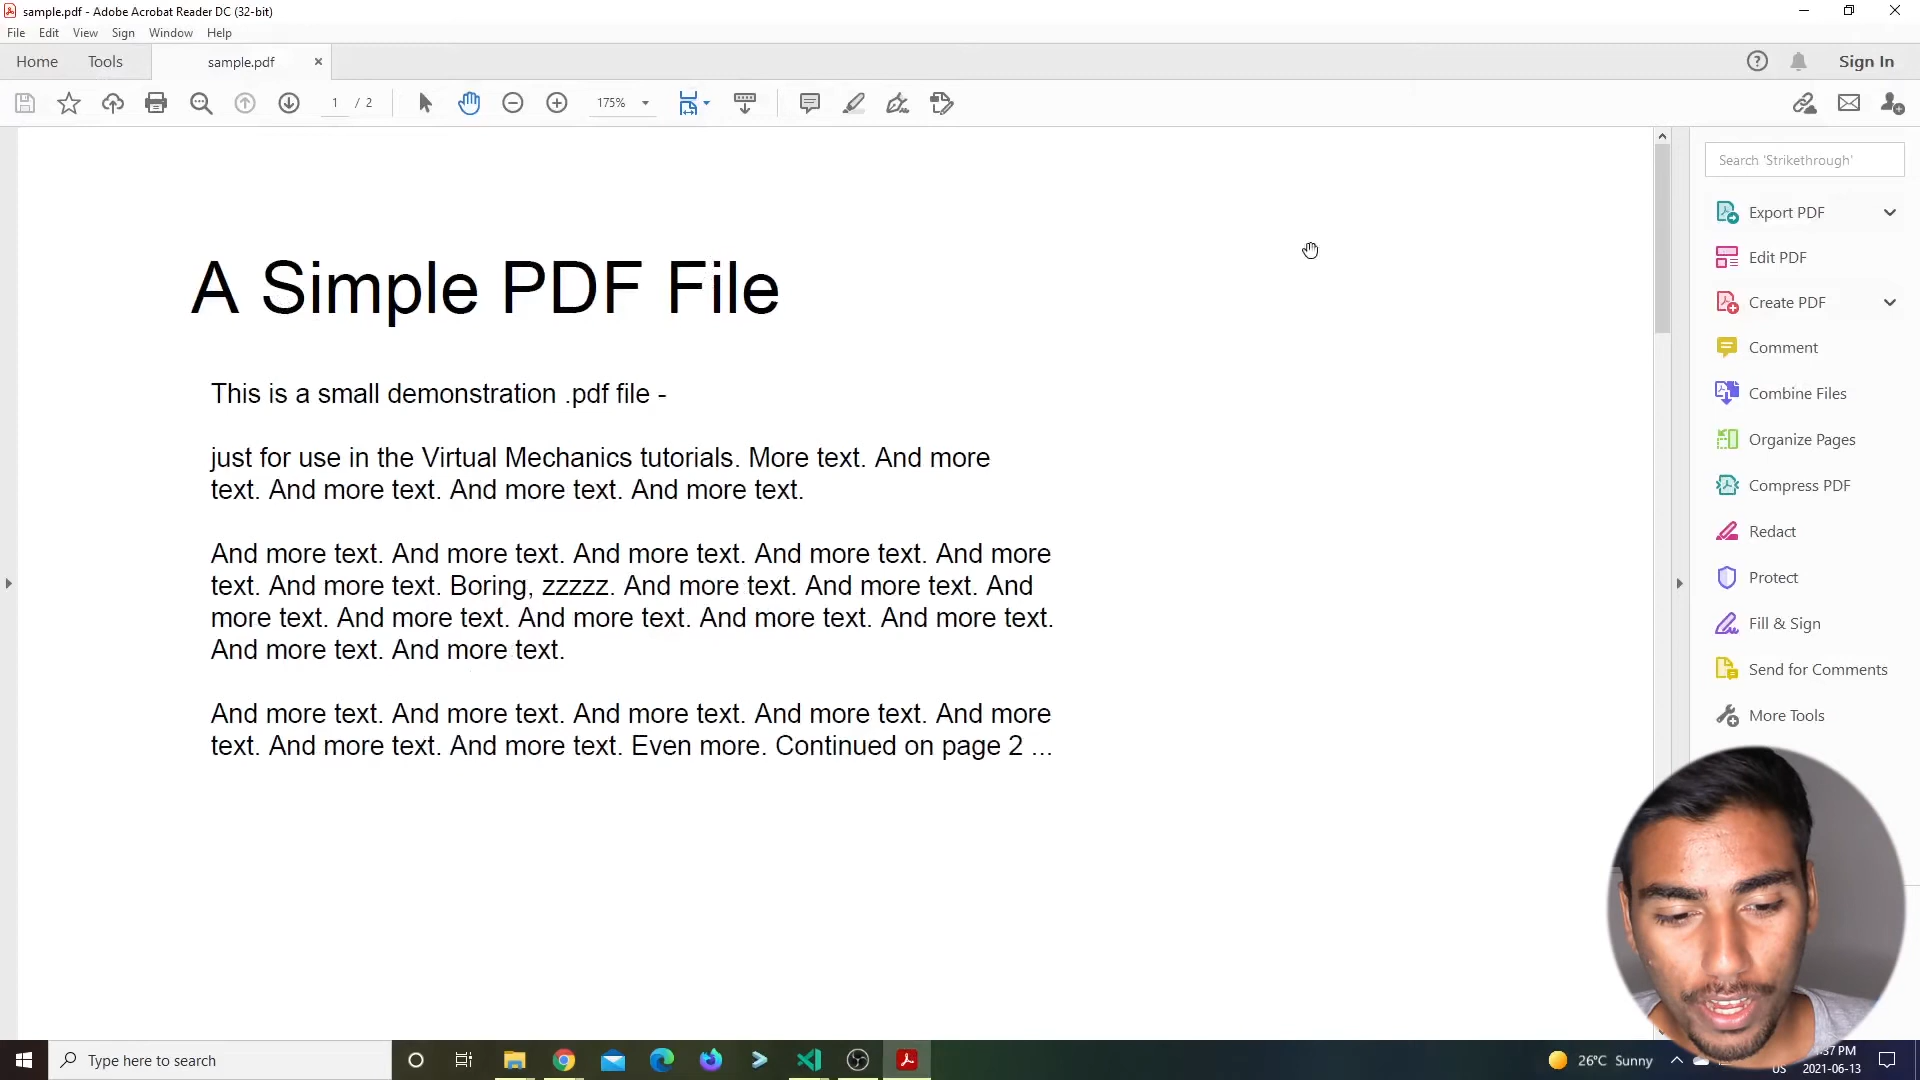 sample.pdf - Adobe Acrobat Reader DC (32-bit)
File Edit View Sign Window Help
Home Tools sample.pdf Sign In
1 / 2 175%
Search 'Strikethrough'
Export PDF
Edit PDF
Create PDF
Comment
Combine Files
Organize Pages
Compress PDF
Redact
Protect
Fill & Sign
Send for Comments
More Tools
A Simple PDF File
This is a small demonstration .pdf file -
just for use in the Virtual Mechanics tutorials. More text. And more
text. And more text. And more text. And more text.
And more text. And more text. And more text. And more text. And more
text. And more text. Boring, zzzzz. And more text. And more text. And
more text. And more text. And more text. And more text. And more text.
And more text. And more text.
And more text. And more text. And more text. And more text. And more
text. And more text. And more text. Even more. Continued on page 2 ...
Type here to search
26°C Sunny
US
:37 PM
2021-06-13